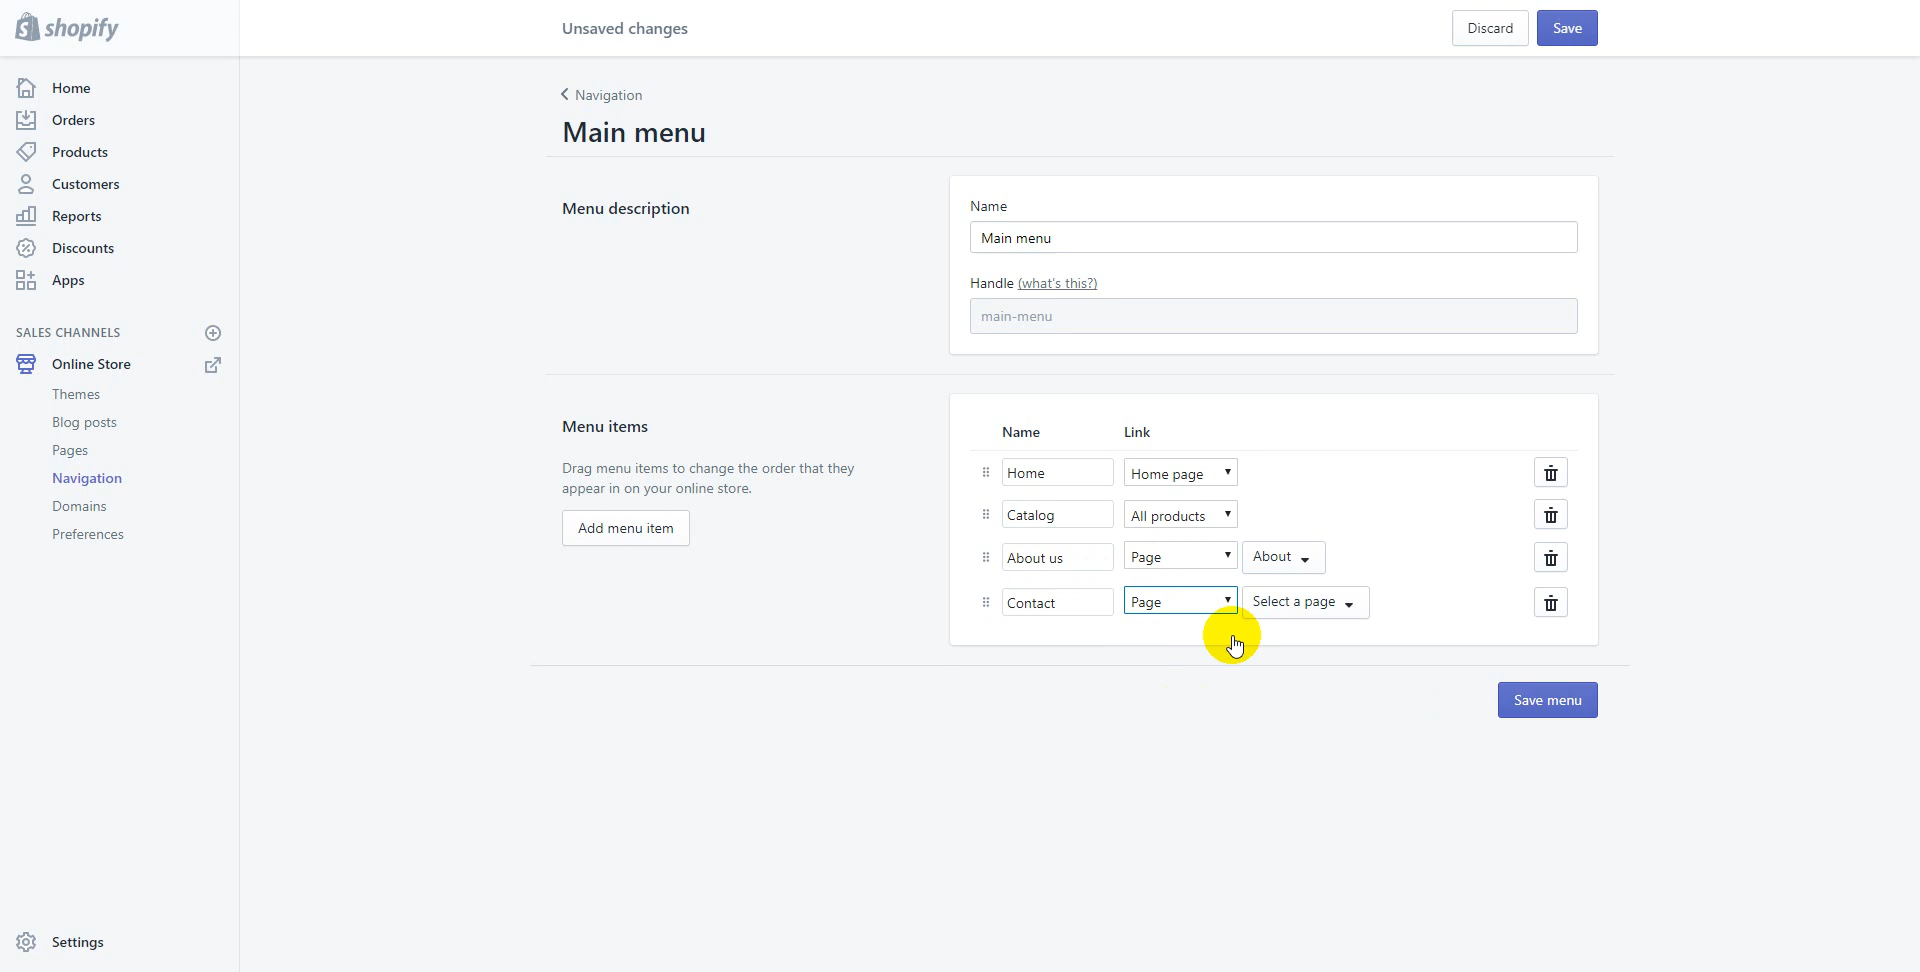 shopify
Unsaved changes
Discard
Save
Home
Orders
Products
Customers
Reports
Discounts
Apps
SALES CHANNELS
Online Store
Themes
Blog posts
Pages
Navigation
Domains
Preferences
Settings
Navigation
Main menu
Menu description
Name
Main menu
Handle (what's this?)
main-menu
Menu items
Drag menu items to change the order that they
appear in on your online store.
Add menu item
Name Link
Home Home page
Catalog All products
About us Page About
Contact Page Select a page
Save menu